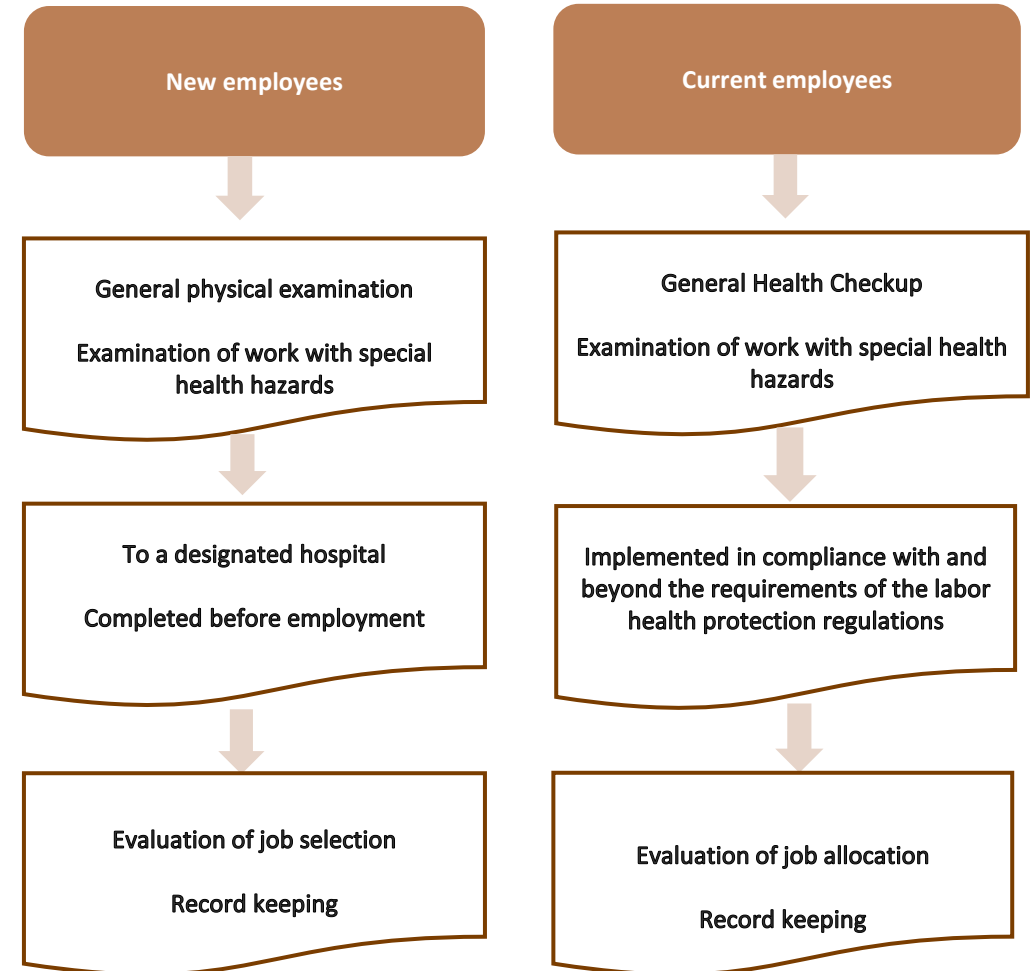 New employees
General physical examination
Examination of work with special
health hazards
To a designated hospital
Completed before employment
Evaluation of job selection
Record keeping
Current employees
General Health Checkup
Examination of work with special health
hazards
Implemented in compliance with and
beyond the requirements of the labor
health protection regulations
Evaluation of job allocation
Record keeping